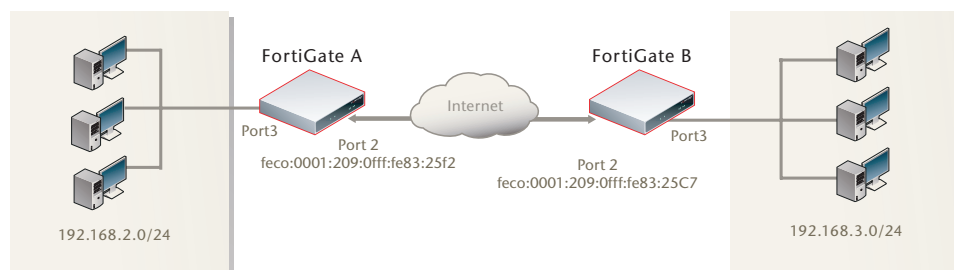 FortiGate A
FortiGate B
Internet
Port3
Port3
Port 2
feco:0001:209:0fff:fe83:25f2
Port 2
feco:0001:209:0fff:fe83:25C7
192.168.2.0/24
192.168.3.0/24